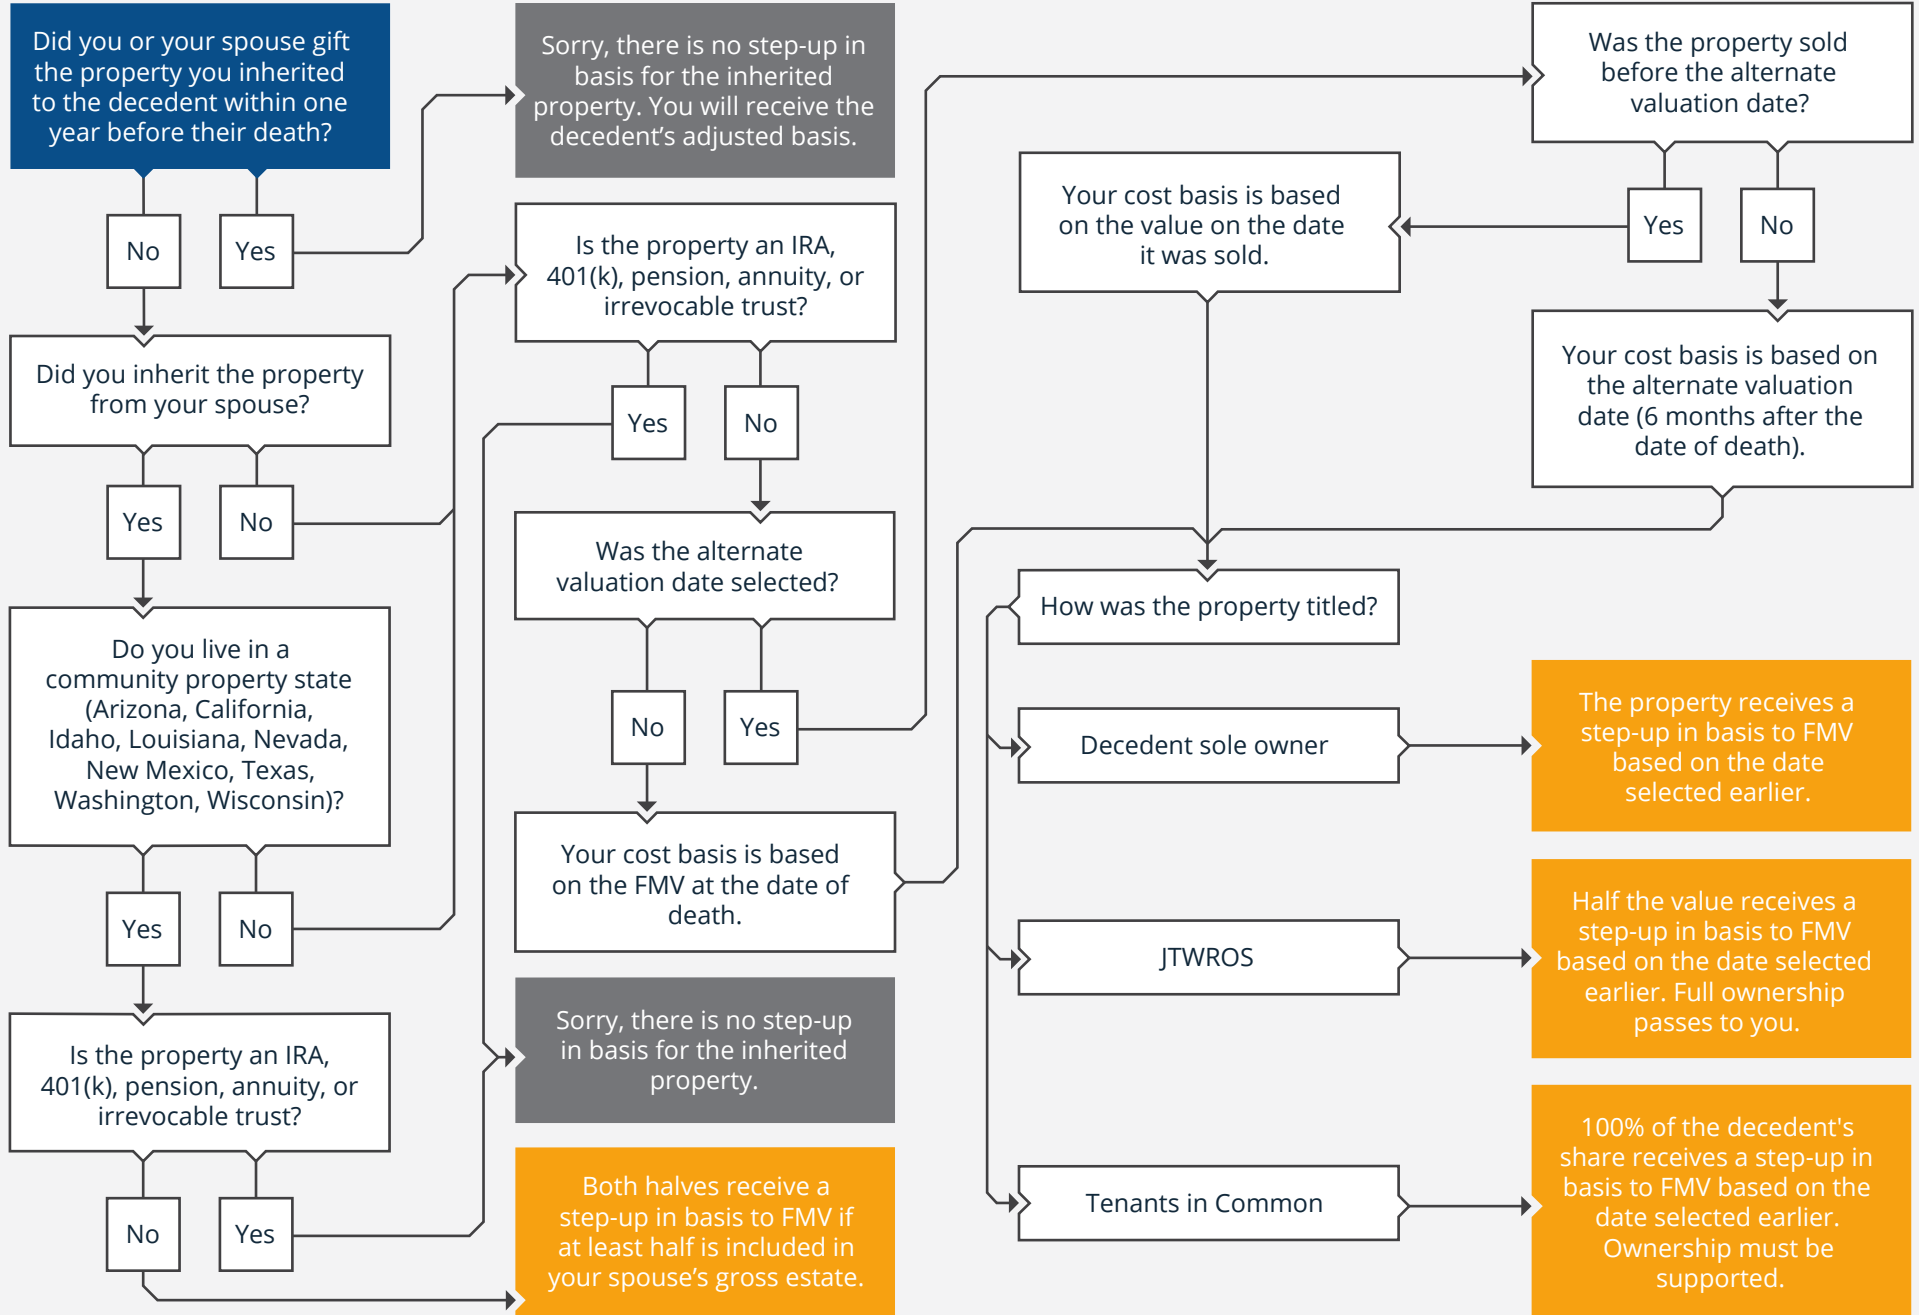 Did you or your spouse gift
the property you inherited
to the decedent within one
year before their death?
No
Yes
Did you inherit the property
from your spouse?
Yes
No
Do you live in a
community property state
(Arizona, California,
Idaho, Louisiana, Nevada,
New Mexico, Texas,
Washington, Wisconsin)?
Yes
No
Is the property an IRA,
401(k), pension, annuity, or
irrevocable trust?
No
Yes
Sorry, there is no step-up in
basis for the inherited
property. You will receive the
decedent’s adjusted basis.
Is the property an IRA,
401(k), pension, annuity, or
irrevocable trust?
Yes
No
Was the alternate
valuation date selected?
No
Yes
Your cost basis is based
on the FMV at the date of
death.
Sorry, there is no step-up
in basis for the inherited
property.
Both halves receive a
step-up in basis to FMV if
at least half is included in
your spouse’s gross estate.
Was the property sold
before the alternate
valuation date?
Yes
No
Your cost basis is based
on the value on the date
it was sold.
Your cost basis is based on
the alternate valuation
date (6 months after the
date of death).
How was the property titled?
Decedent sole owner
The property receives a
step-up in basis to FMV
based on the date
selected earlier.
JTWROS
Half the value receives a
step-up in basis to FMV
based on the date selected
earlier. Full ownership
passes to you.
Tenants in Common
100% of the decedent's
share receives a step-up in
basis to FMV based on the
date selected earlier.
Ownership must be
supported.